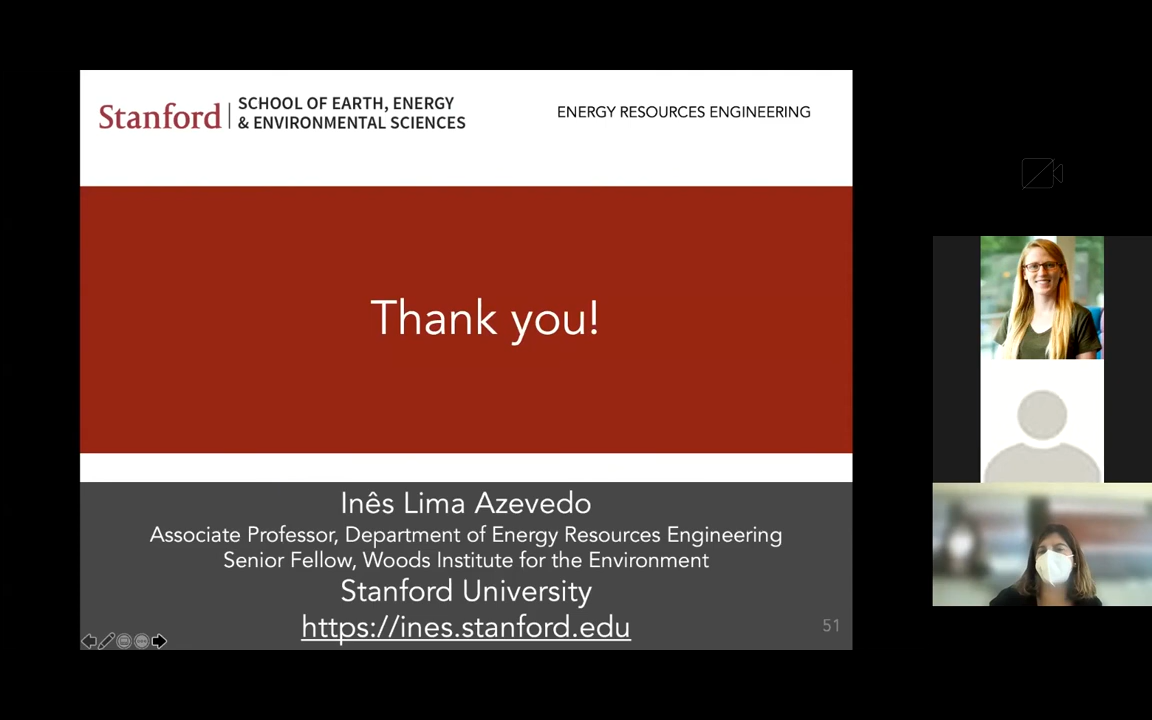 Stanford
SCHOOL OF EARTH, ENERGY
& ENVIRONMENTAL SCIENCES
ENERGY RESOURCES ENGINEERING
Thank you!
Inês Lima Azevedo
Associate Professor, Department of Energy Resources Engineering
Senior Fellow, Woods Institute for the Environment
Stanford University
https://ines.stanford.edu
51